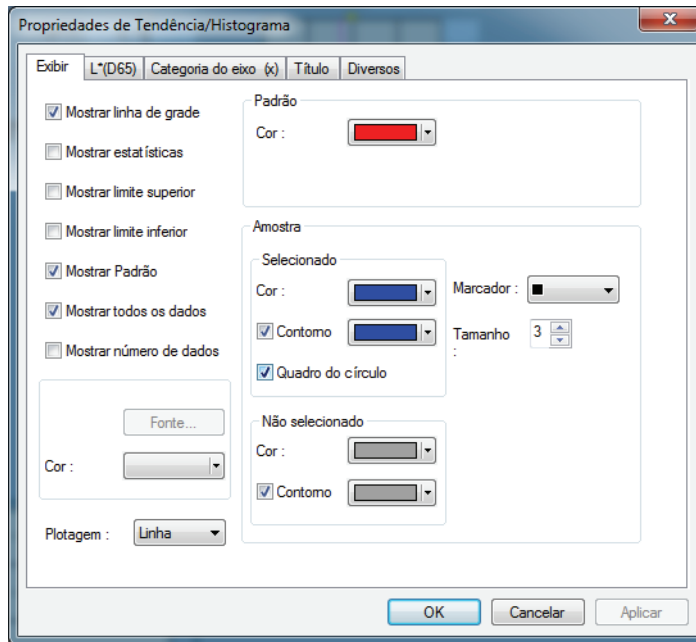 Propriedades de Tendência/Histograma
Exibir
L*(D65)
Categoria do eixo (x)
Título
Diversos
Mostrar linha de grade
Mostrar estatísticas
Mostrar limite superior
Mostrar limite inferior
Mostrar Padrão
Mostrar todos os dados
Mostrar número de dados
Fonte...
Cor :
Plotagem :
Linha
Padrão
Cor :
Amostra
Selecionado
Cor :
Contorno
Quadro do círculo
Marcador :
Tamanho :
3
Não selecionado
Cor :
Contorno
OK
Cancelar
Aplicar